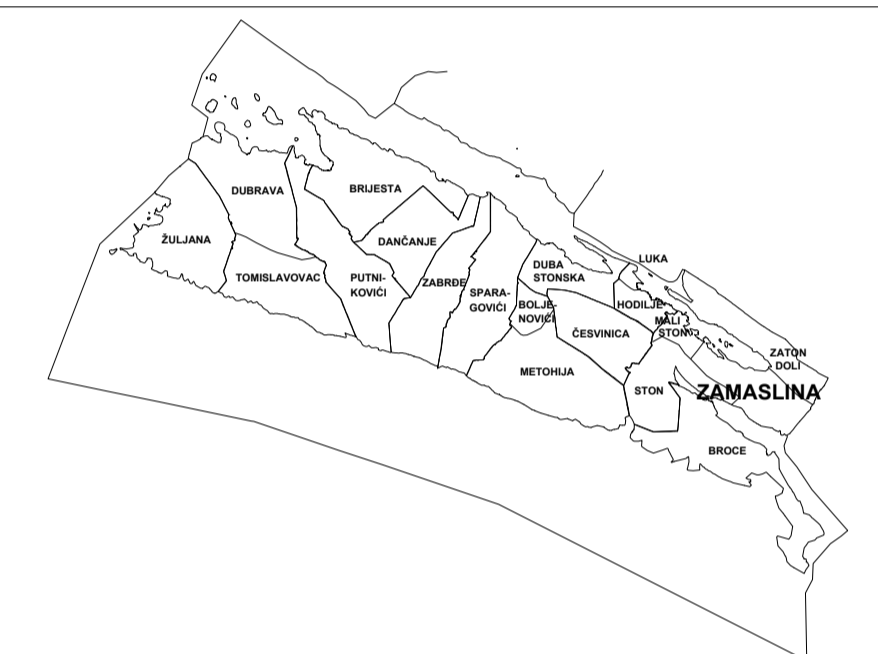 DUBRAVA
BRIJESTA
ŽULJANA
DANČANJE
TOMISLAVOVAC
PUTNI-
KOVIĆI
ZABRĐE
SPARA-
GOVIĆI
DUBA
STONSKA
LUKA
BOLJE-
NOVIĆI
HODILJE
MALI
STON
ČESVINICA
ZATON
DOLI
METOHIJA
STON
ZAMASLINA
BROCE